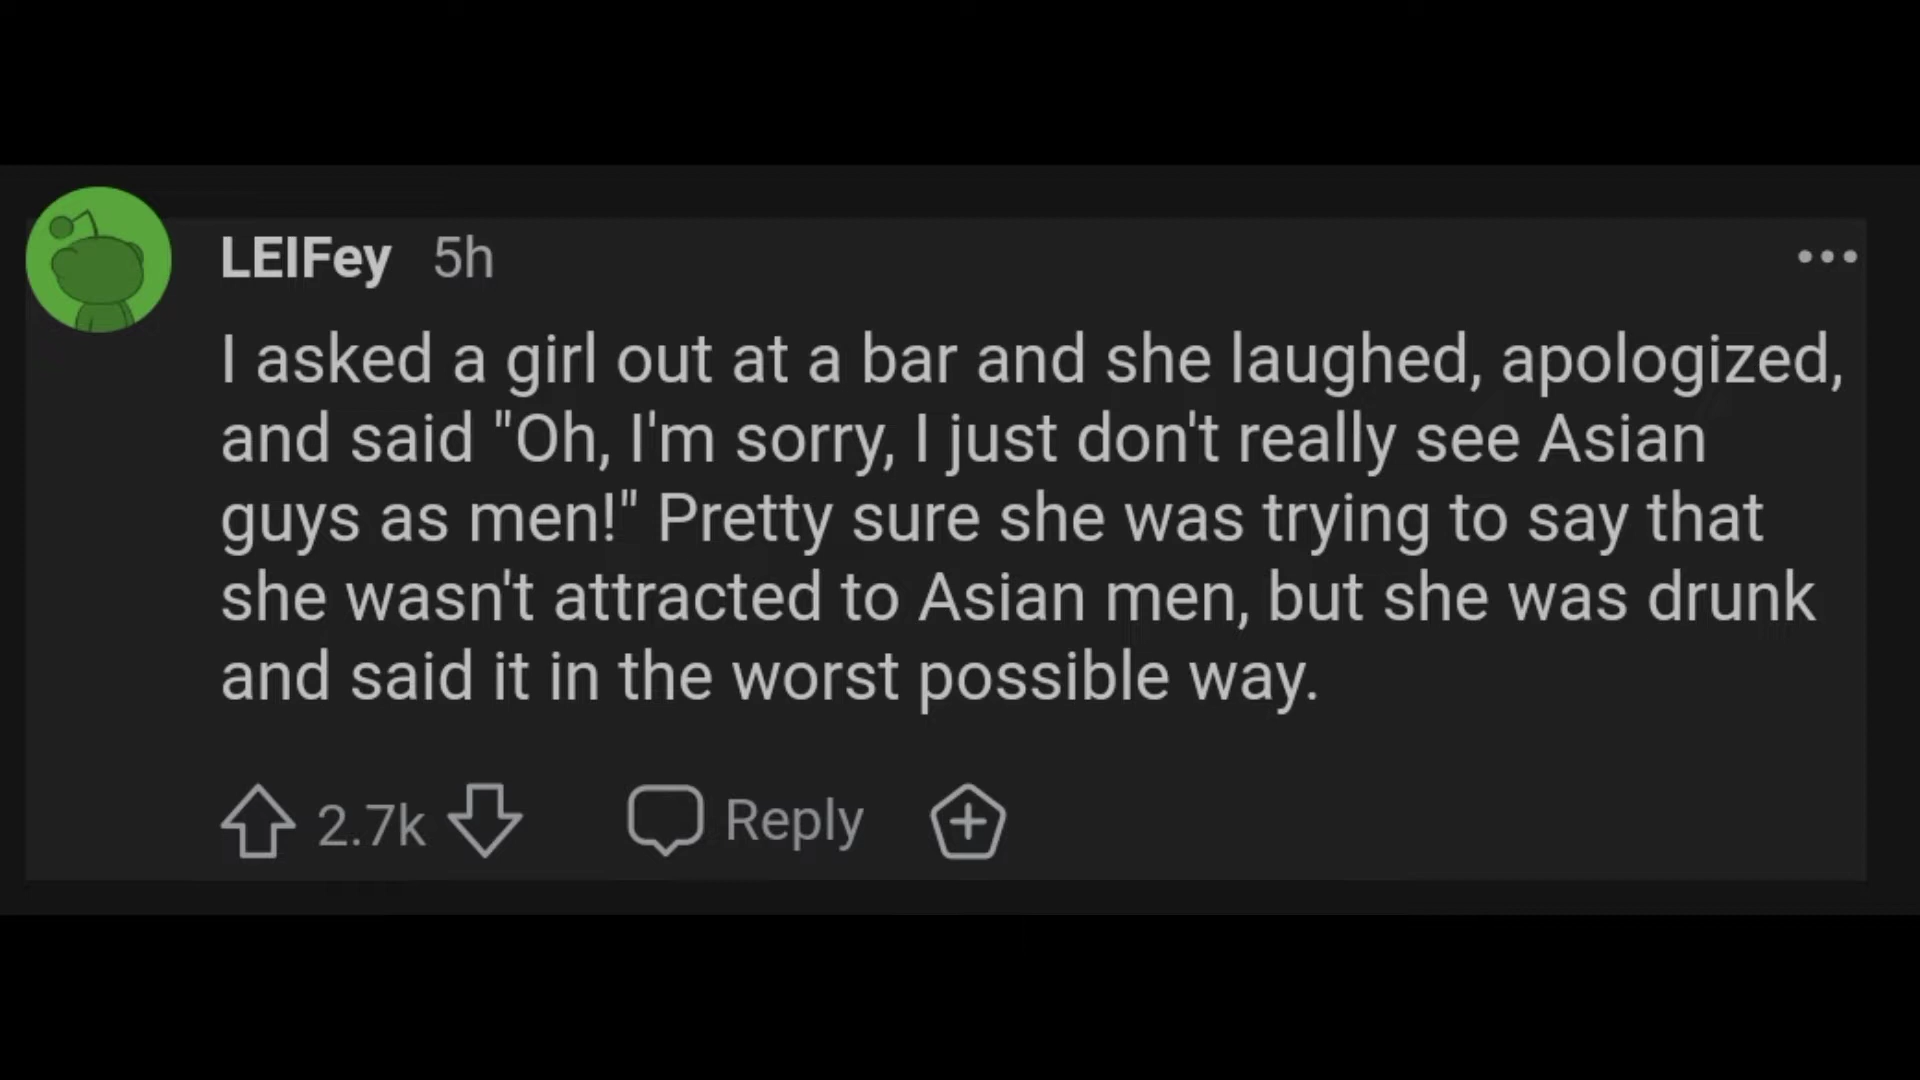 LEIFey 5h
I asked a girl out at a bar and she laughed, apologized,
and said "Oh, I'm sorry, I just don't really see Asian
guys as men!" Pretty sure she was trying to say that
she wasn't attracted to Asian men, but she was drunk
and said it in the worst possible way.
2.7k Reply